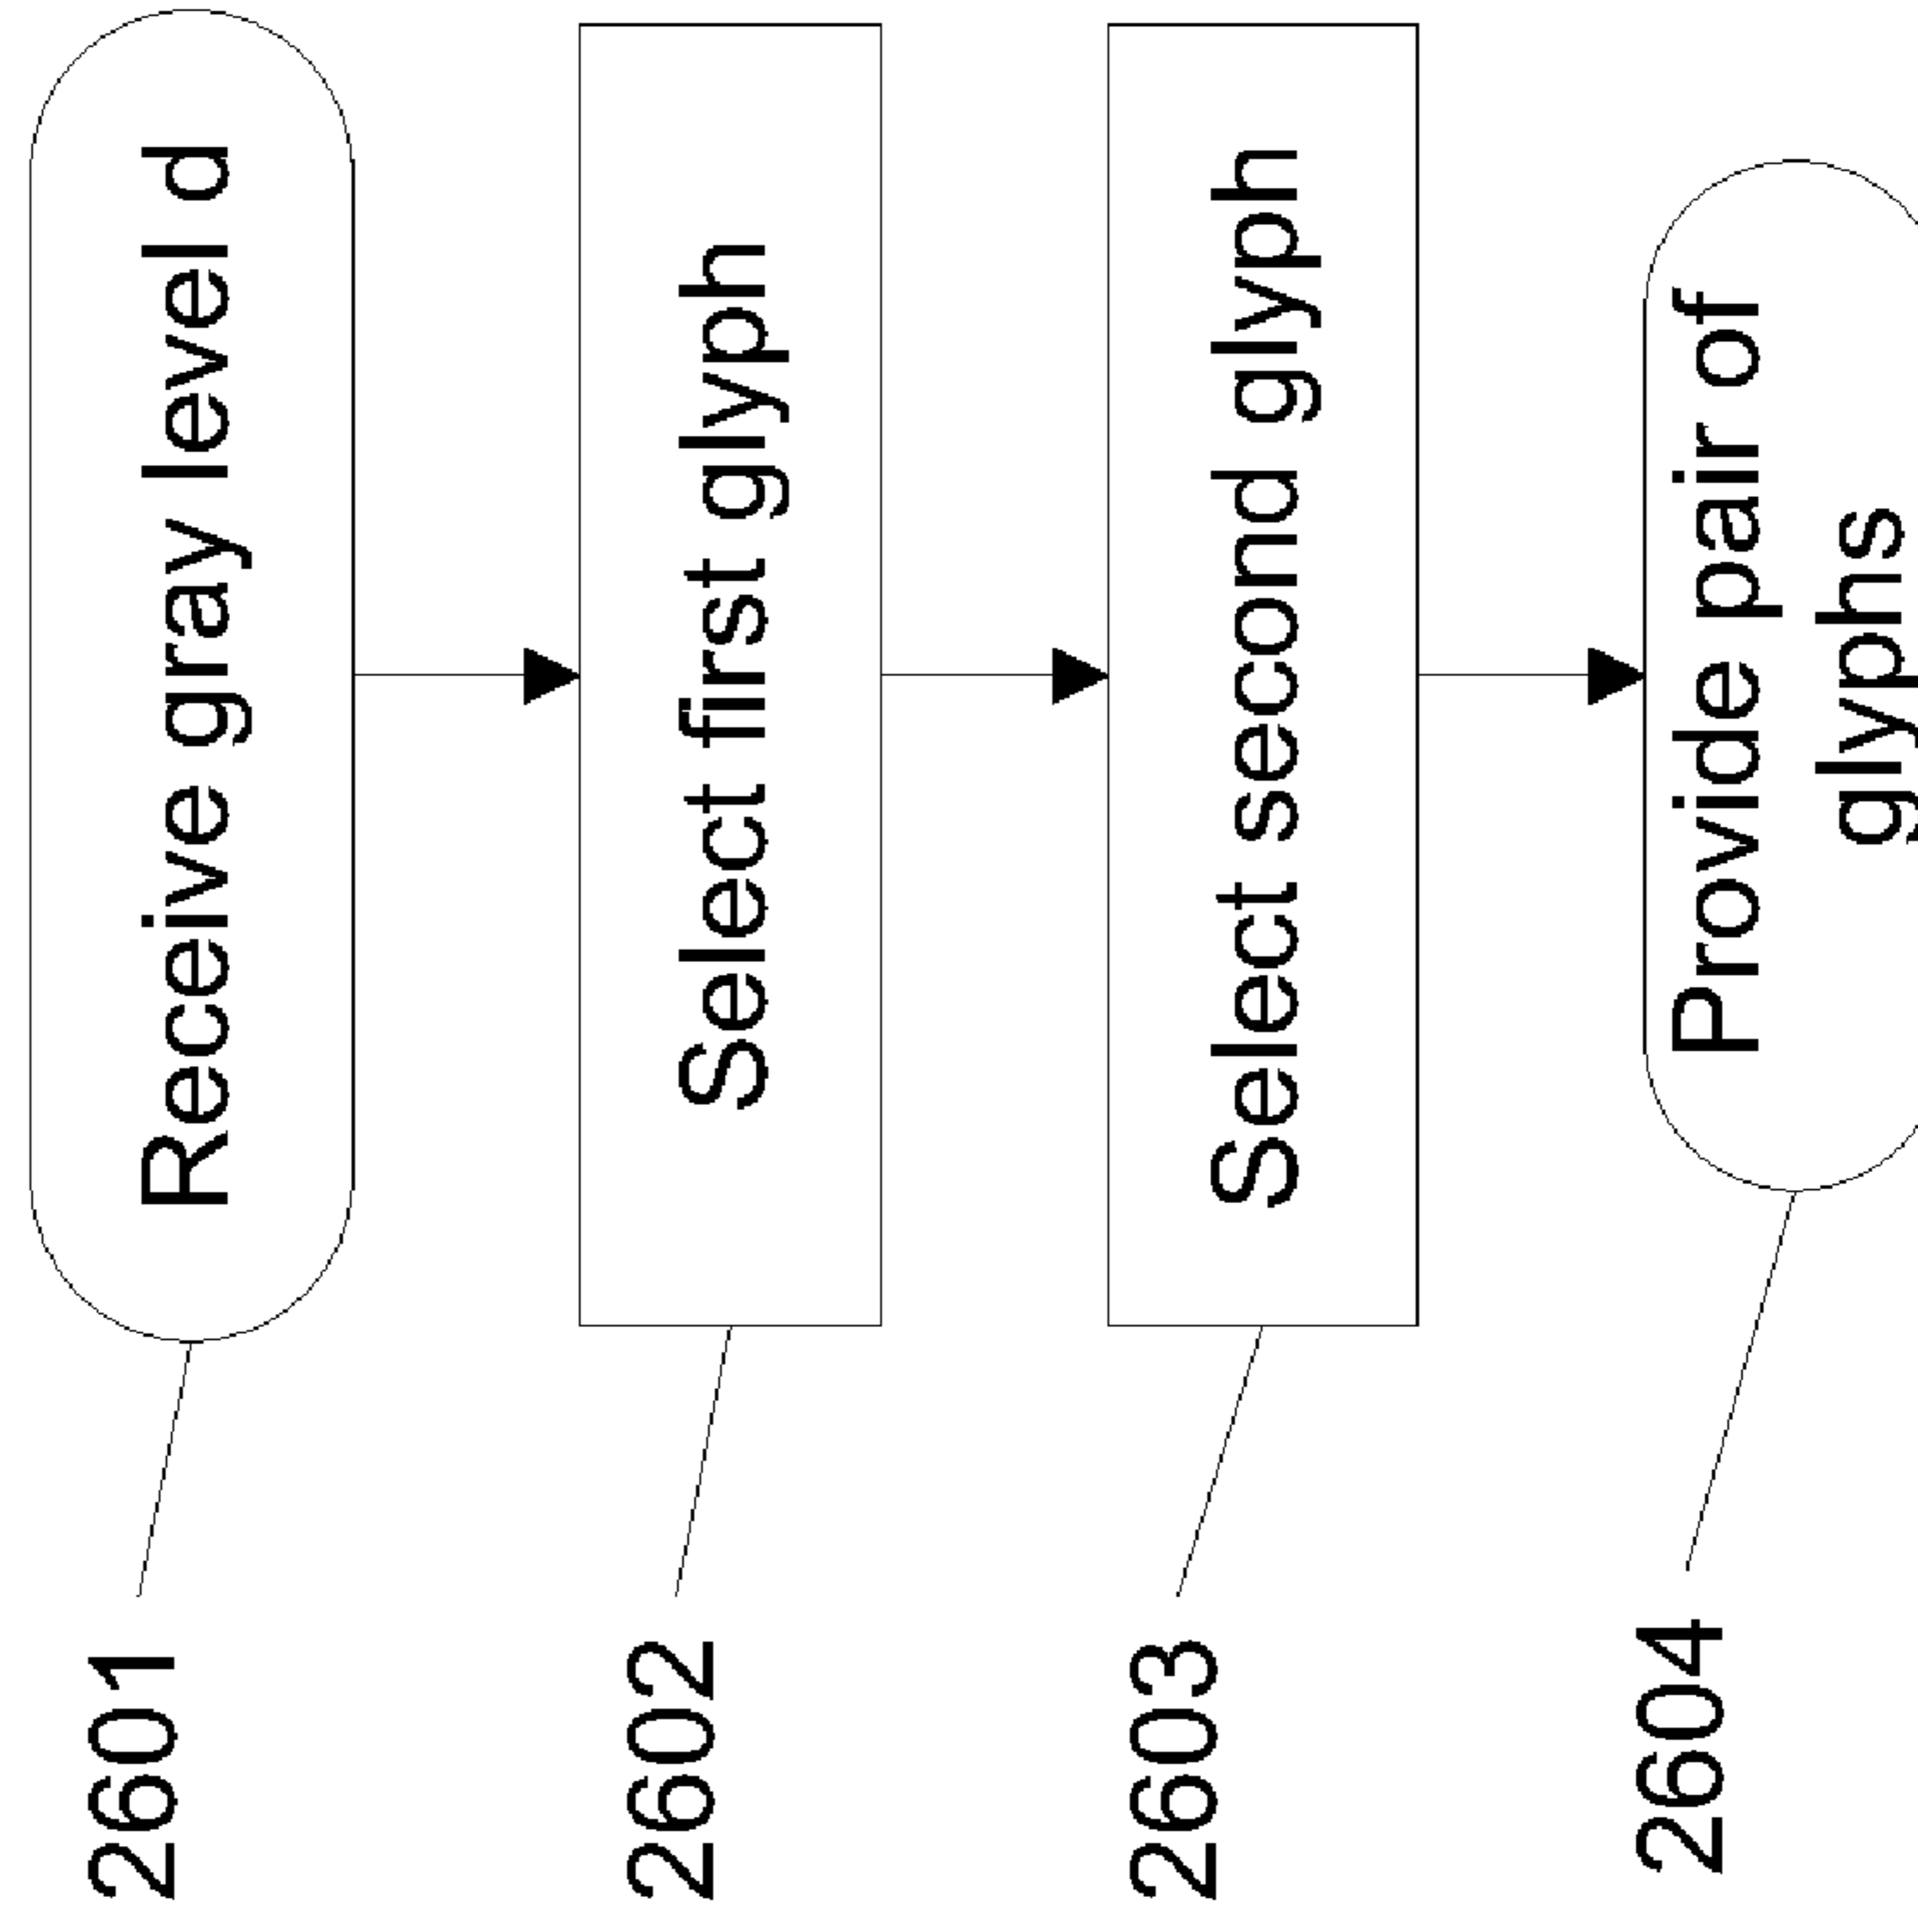 2601
Receive gray level d
2602
Select first glyph
2603
Select second glyph
2604
Provide pair of
glyphs